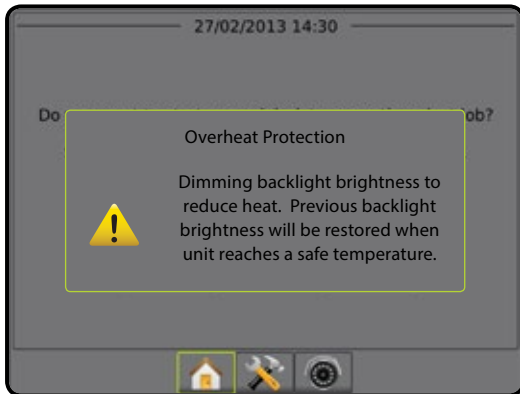 27/02/2013 14:30
Do
Overheat Protection
Dimming backlight brightness to
reduce heat. Previous backlight
brightness will be restored when
unit reaches a safe temperature.